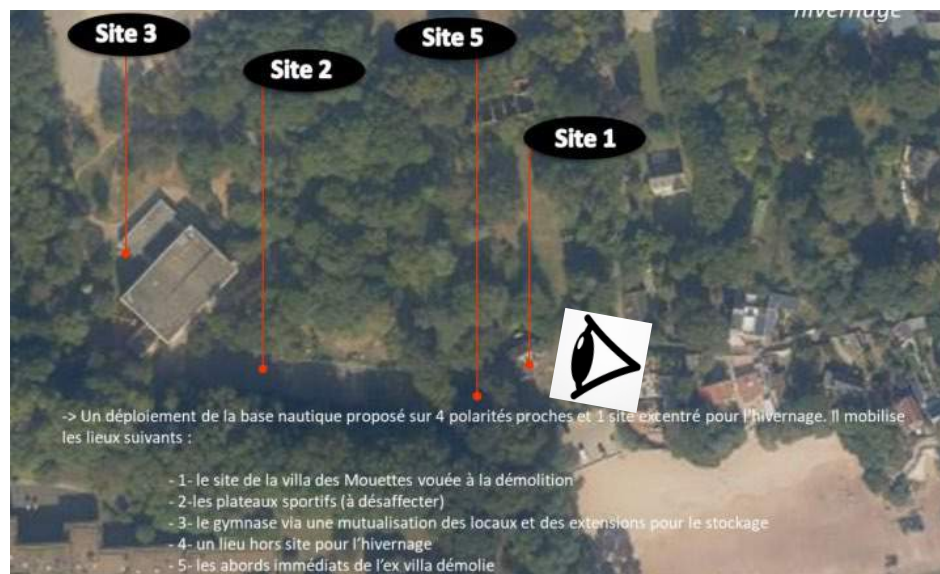 hivernage
Site 3
Site 5
Site 2
Site 1
-> Un déploiement de la base nautique proposé sur 4 polarités proches et 1 site excentré pour l'hivernage. Il mobilise
les lieux suivants :
- 1- le site de la villa des Mouettes vouée à la démolition
- 2-les plateaux sportifs (à désaffecter)
- 3- le gymnase via une mutualisation des locaux et des extensions pour le stockage
- 4- un lieu hors site pour l'hivernage
- 5- les abords immédiats de l'ex villa démolie